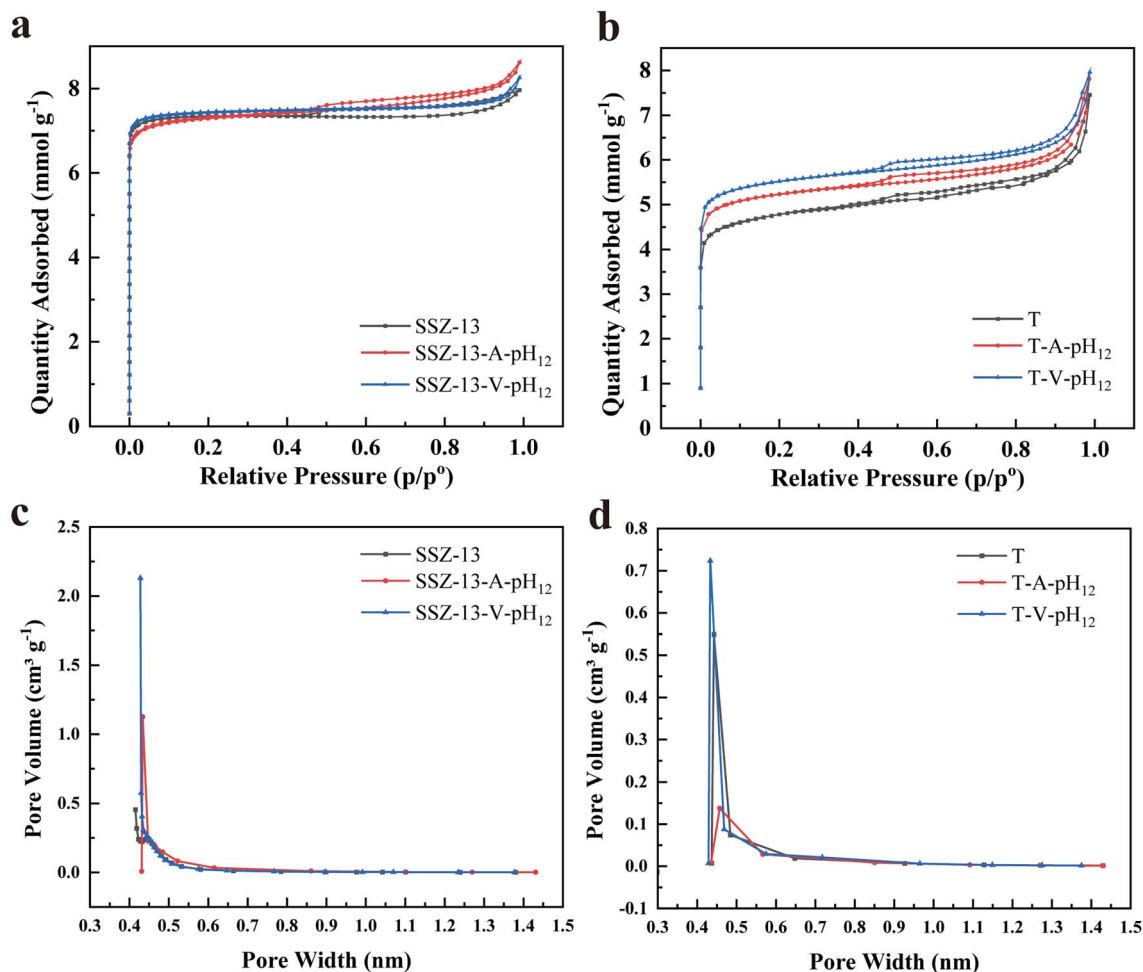 a
8
7
6
4
7
2
0
Quantity Adsorbed (mmol g⁻¹)
SSZ-13
SSZ-13-A-pH₁₂
SSZ-13-V-pH₁₂
0.0 0.2 0.4 0.6 0.8 1.0
Relative Pressure (p/p°)
b
8
7
6
5
4
3
2
1
0
Quantity Adsorbed (mmol g⁻¹)
T
T-A-pH₁₂
T-V-pH₁₂
0.0 0.2 0.4 0.6 0.8 1.0
Relative Pressure (p/p°)
c
2.5
2.0
1.5
1.0
0.5
0.0
Pore Volume (cm³ g⁻¹)
SSZ-13
SSZ-13-A-pH₁₂
SSZ-13-V-pH₁₂
0.3 0.4 0.5 0.6 0.7 0.8 0.9 1.0 1.1 1.2 1.3 1.4 1.5
Pore Width (nm)
d
0.8
0.7
0.6
0.5
0.4
0.3
0.2
0.1
0.0
-0.1
Pore Volume (cm³ g⁻¹)
T
T-A-pH₁₂
T-V-pH₁₂
0.3 0.4 0.5 0.6 0.7 0.8 0.9 1.0 1.1 1.2 1.3 1.4 1.5
Pore Width (nm)